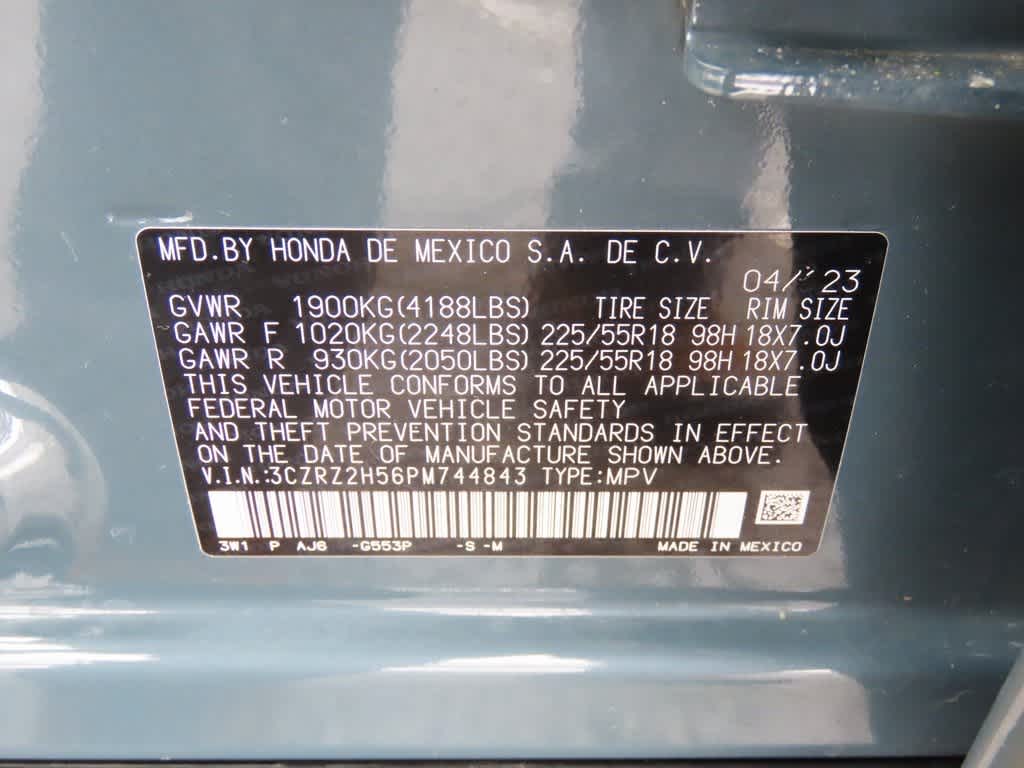 MFD.BY HONDA DE MEXICO S.A. DE C.V.
04/ 23
GVWR 1900KG(4188LBS) TIRE SIZE RIM SIZE
GAWR F 1020KG(2248LBS) 225/55R18 98H 18X7.0J
GAWR R 930KG(2050LBS) 225/55R18 98H 18X7.0J
THIS VEHICLE CONFORMS TO ALL APPLICABLE
FEDERAL MOTOR VEHICLE SAFETY
AND THEFT PREVENTION STANDARDS IN EFFECT
ON THE DATE OF MANUFACTURE SHOWN ABOVE.
V.I.N.:3CZRZ2H56PM744843 TYPE:MPV
3W1 P AJ6 -G553P -S -M MADE IN MEXICO